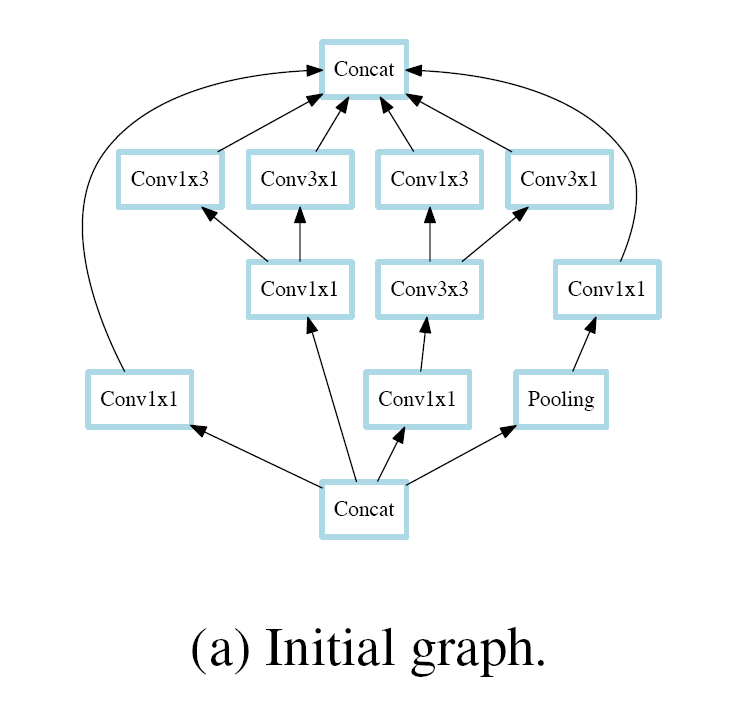 Concat
Conv1x3 Conv3x1 Conv1x3 Conv3x1
Conv1x1 Conv3x3 Conv1x1
Conv1x1 Conv1x1 Pooling
Concat
(a) Initial graph.